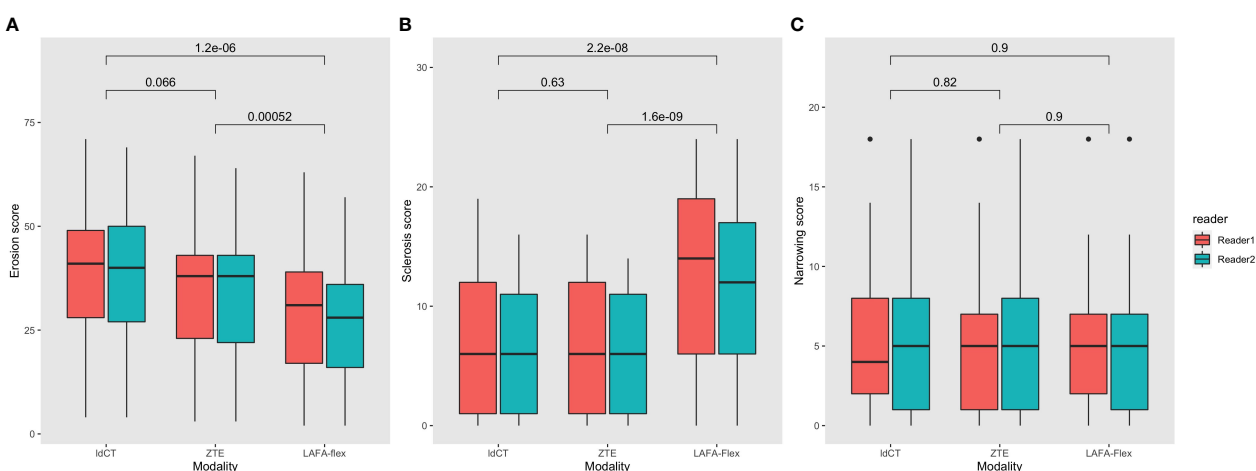 A
B
C
1.2e-06
0.066
0.00052
75
50
25
0
Erosion score
ldCT
ZTE
LAFA-flex
Modality
2.2e-08
0.63
1.6e-09
30
20
10
0
Sclerosis score
ldCT
ZTE
LAFA-Flex
Modality
0.9
0.82
0.9
20
15
10
5
0
Narrowing score
ldCT
ZTE
LAFA-Flex
Modality
reader
Reader1
Reader2